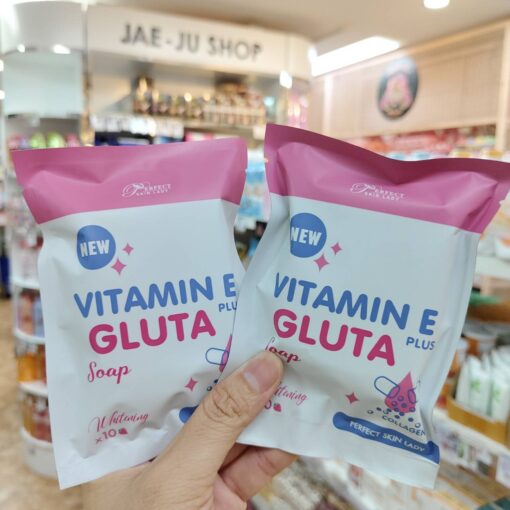 JAE-JU SHOP
PERFECT
SKIN LADY
NEW
VITAMIN E
PLUS
GLUTA
Soap
Whitening
x10
PERFECT
SKIN LADY
NEW
VITAMIN E
PLUS
GLUTA
Soap
Whitening
COLLAGEN
PERFECT SKIN LADY